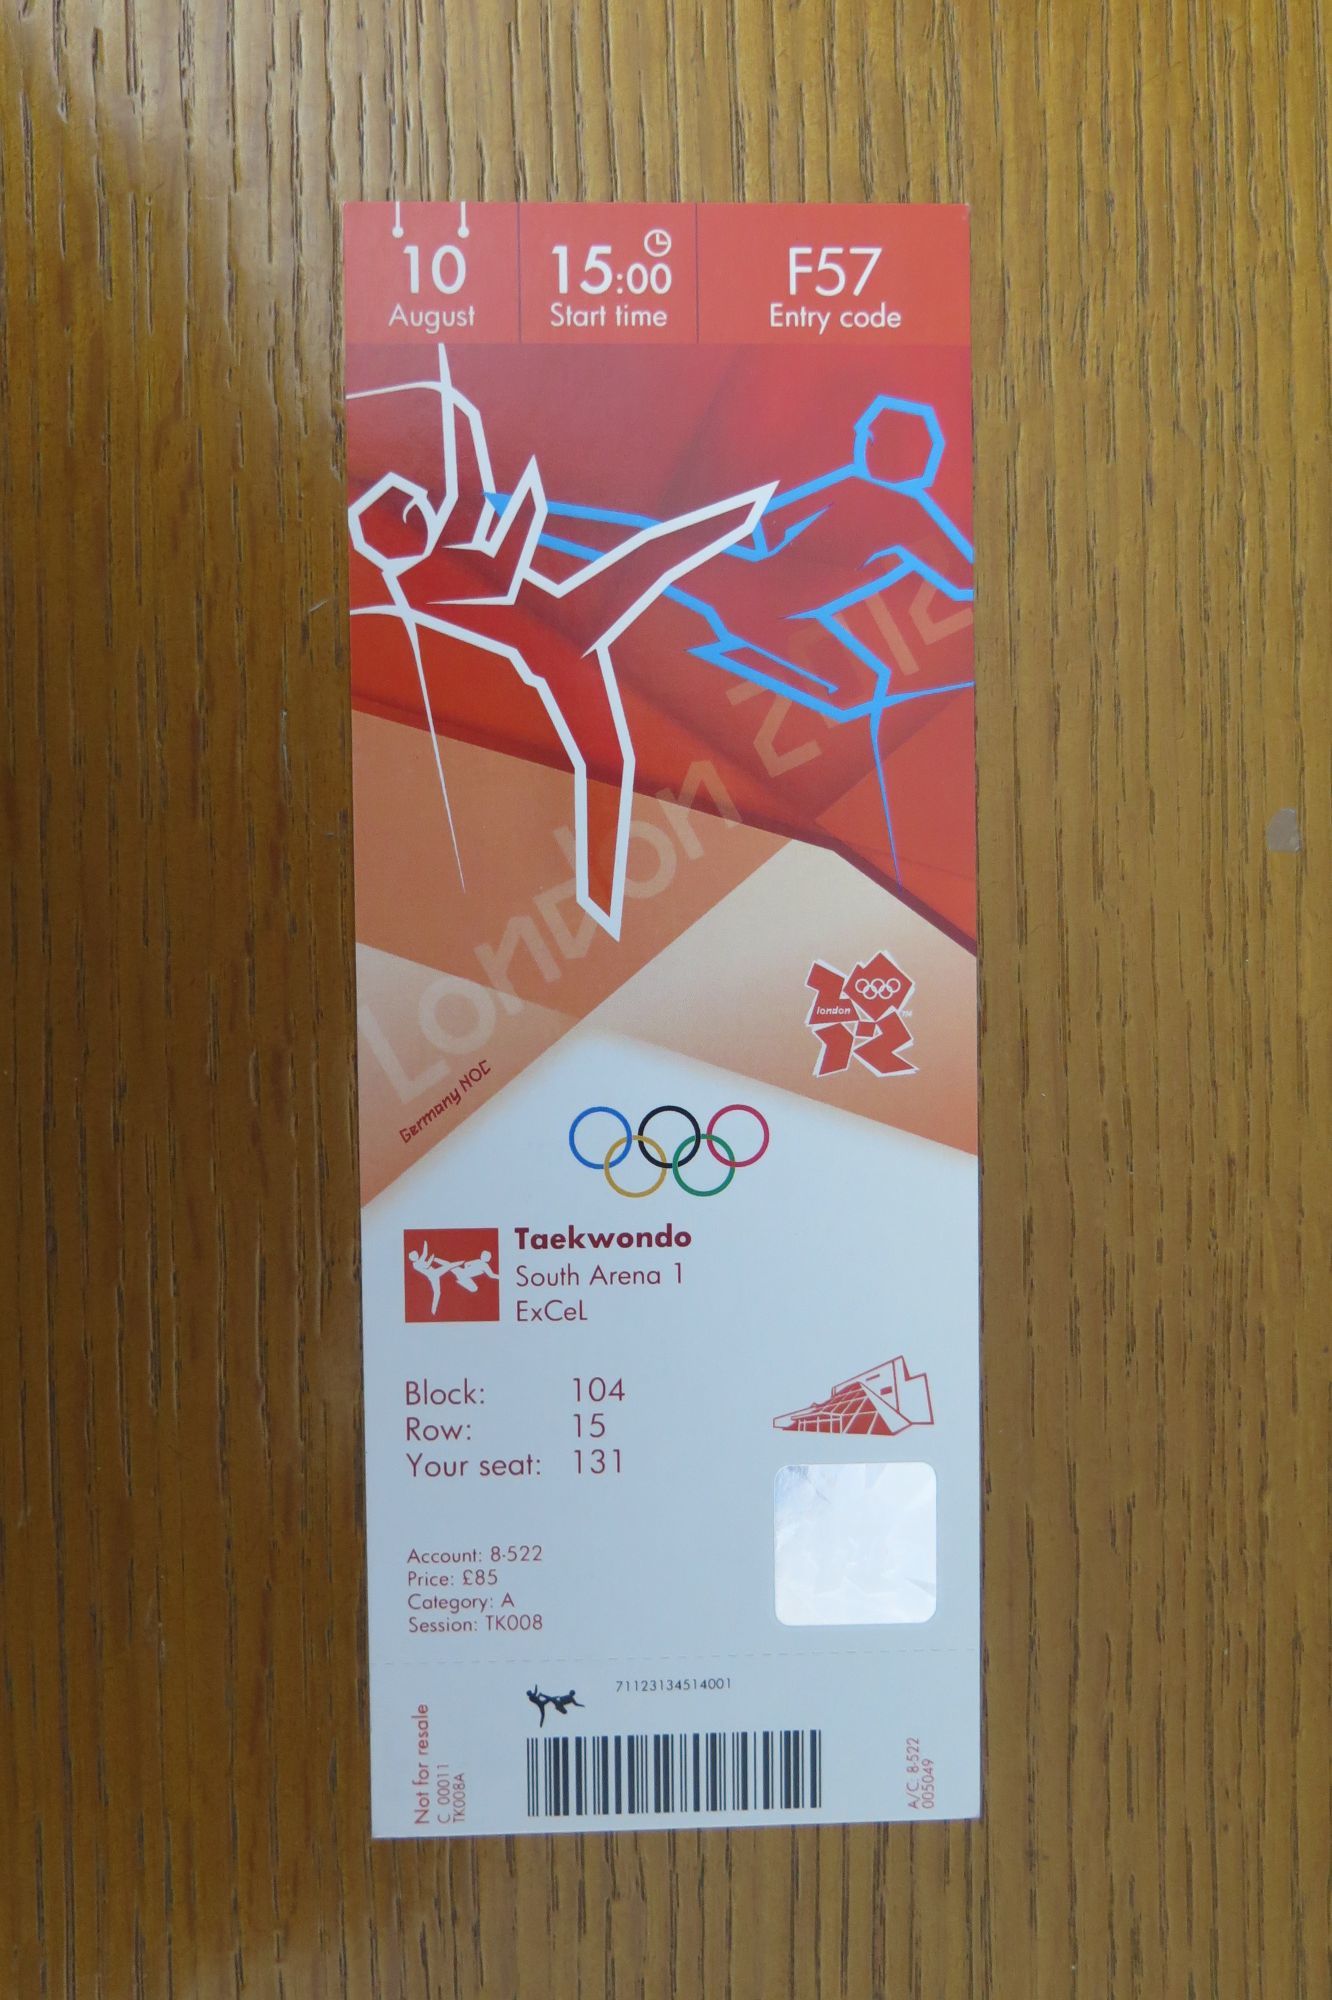 10
August
15:00
Start time
F57
Entry code
London 2012
london
Germany NOC
Taekwondo
South Arena 1
ExCeL
Block: 104
Row: 15
Your seat: 131
Account: 8-522
Price: £85
Category: A
Session: TK008
71123134514001
Not for resale
C 00011
TK008A
A/C: 8-522
005049